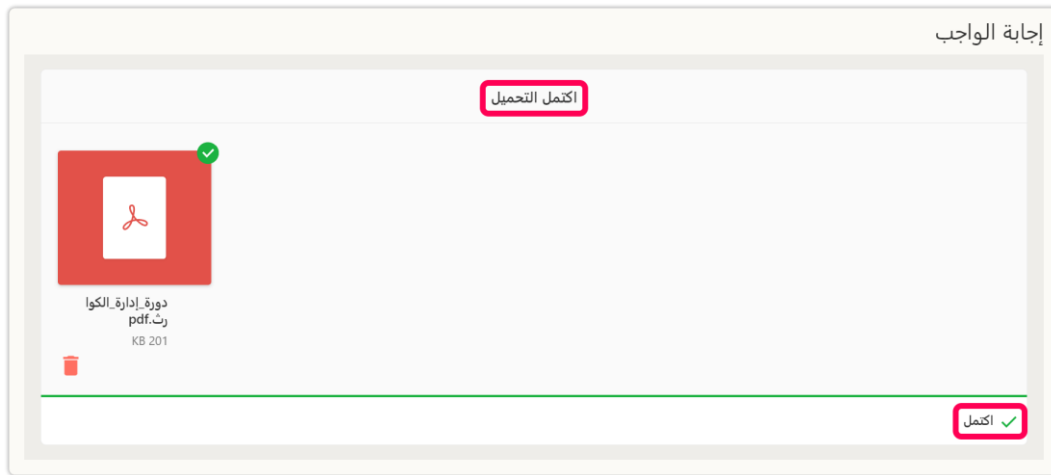 إجابة الواجب
اكتمل التحميل
دورة_إدارة_الكوا
رث.pdf
KB 201
اكتمل